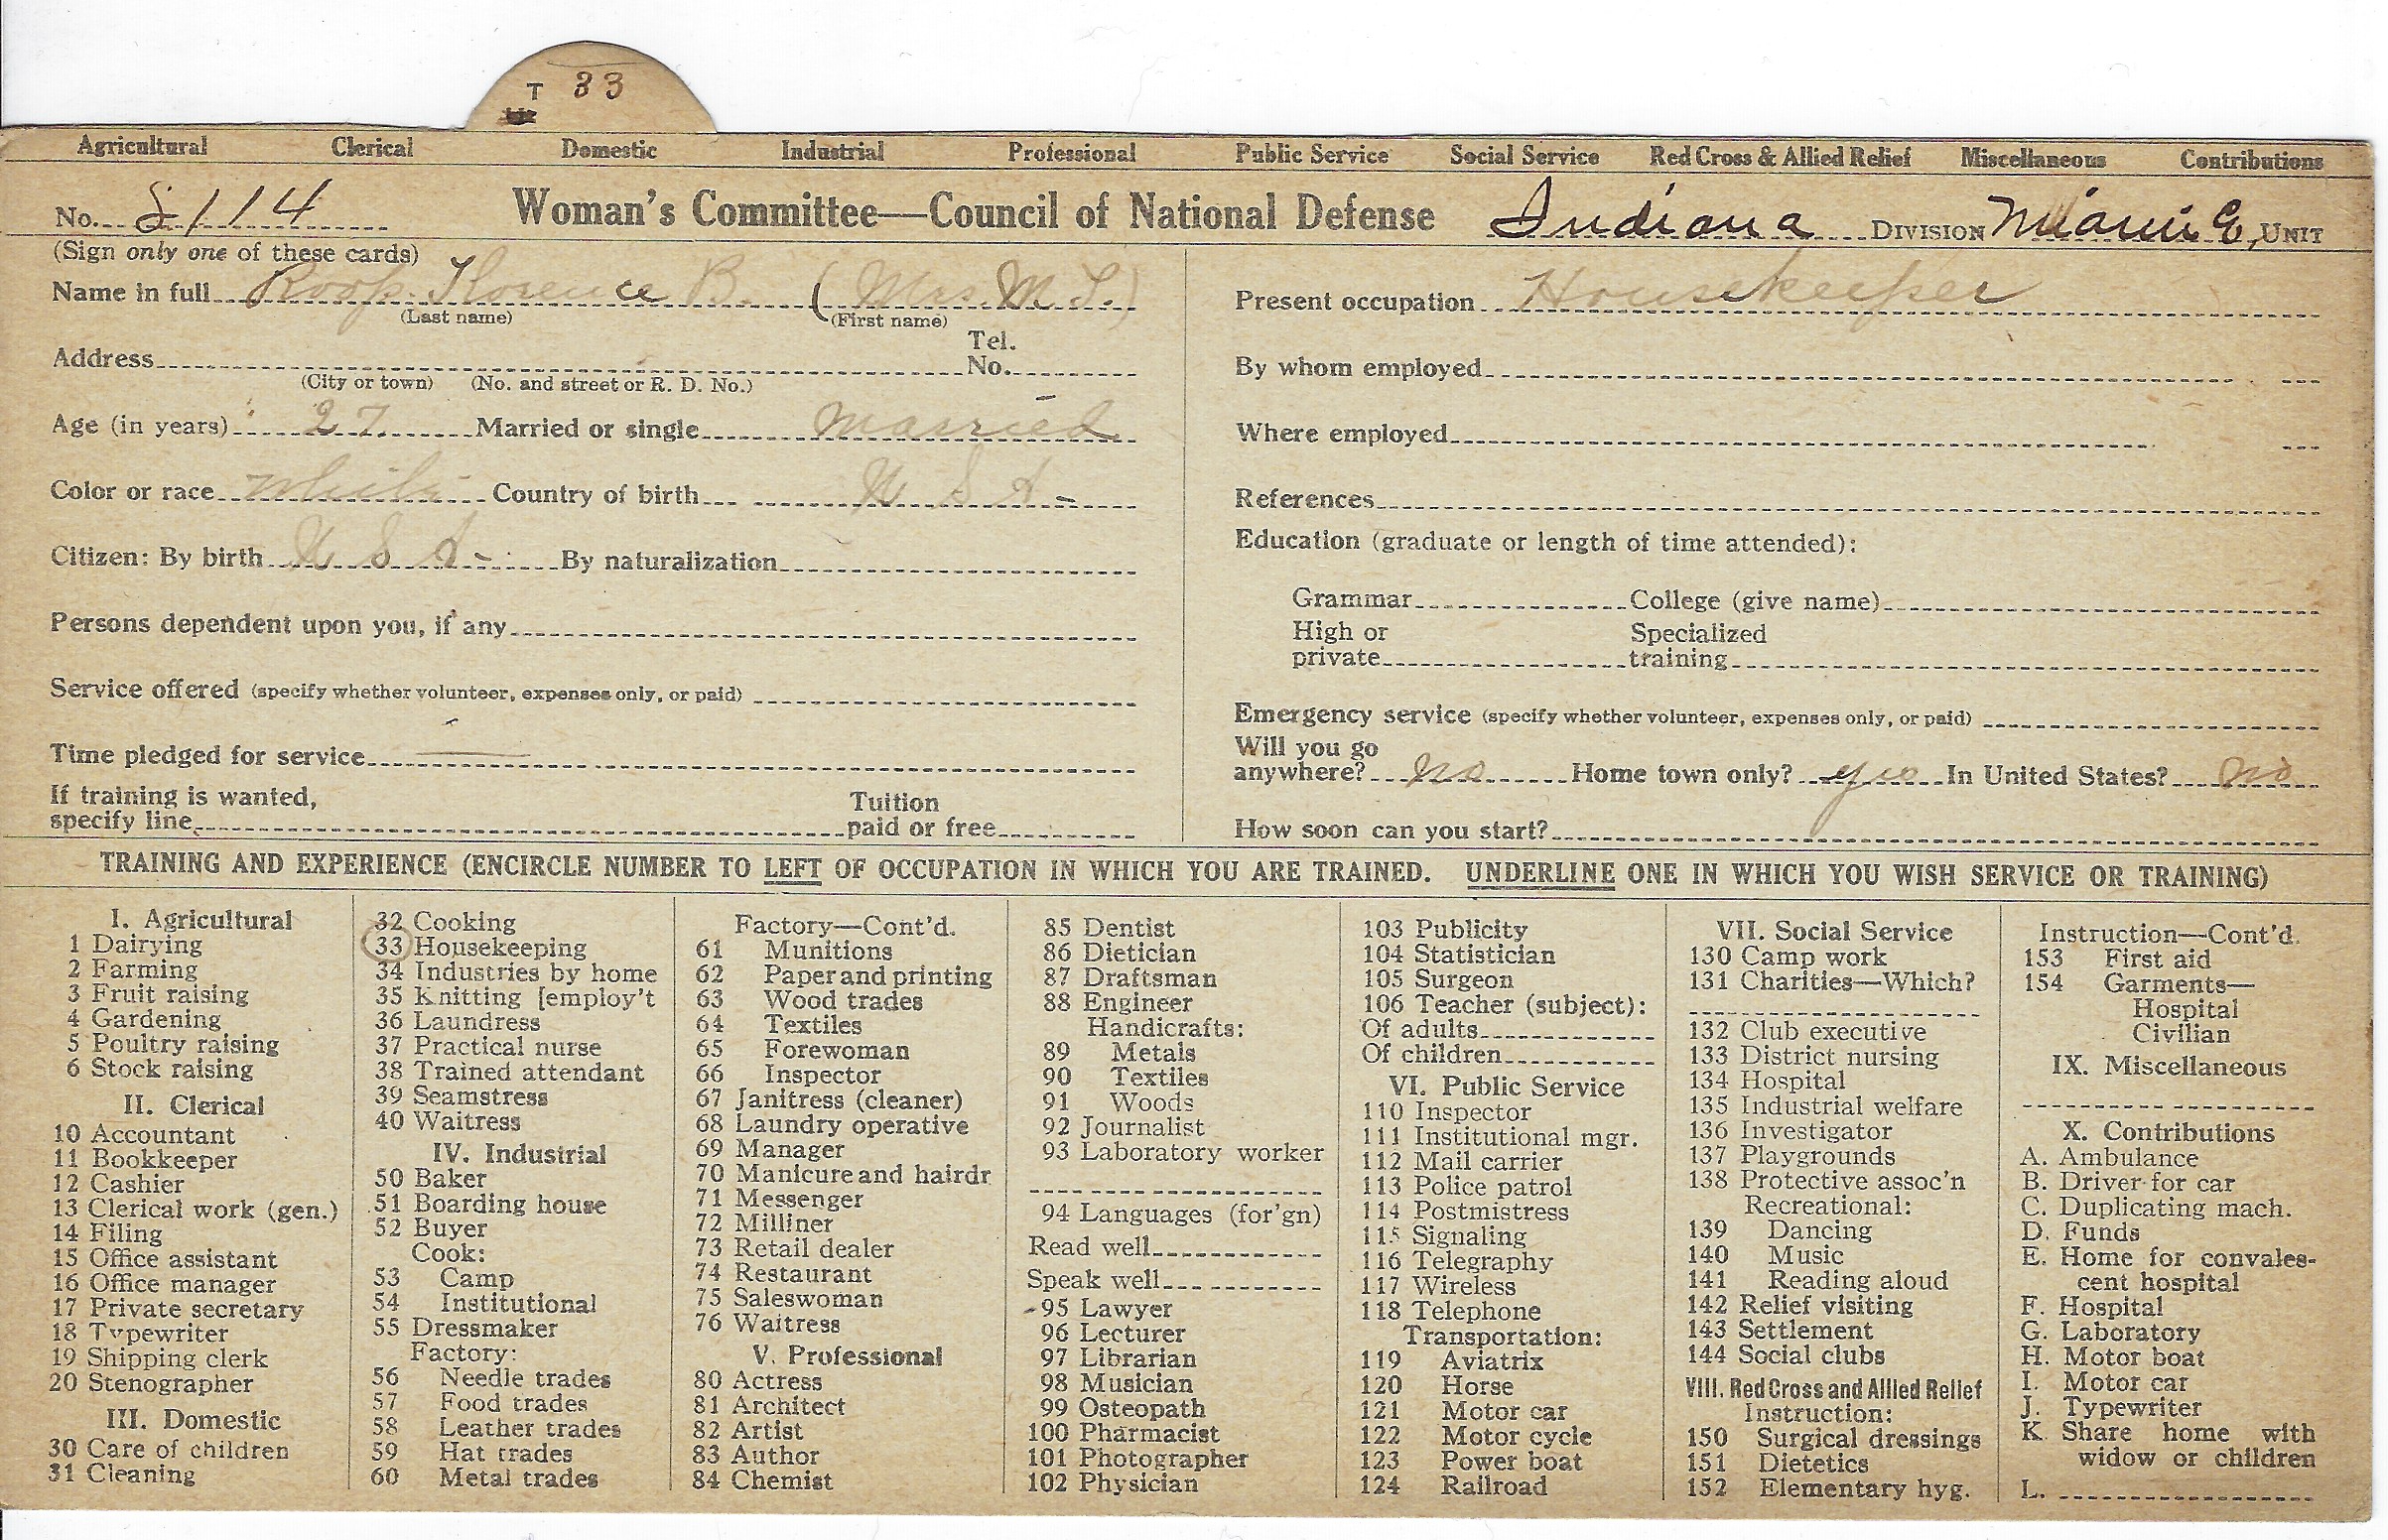 T 33
Agricultural Clerical Domestic Industrial Professional Public Service Social Service Red Cross & Allied Relief Miscellaneous Contributions
No. 8114 Woman's Committee—Council of National Defense Indiana DIVISION Miami Co. UNIT
(Sign only one of these cards)
Name in full Roop. Florence B. (Mrs. M. T.)
(Last name) (First name)
Address Tel. No.
(City or town) (No. and street or R. D. No.)
Age (in years) 27 Married or single married
Color or race white Country of birth U S A
Citizen: By birth U S A By naturalization
Persons dependent upon you, if any
Service offered (specify whether volunteer, expenses only, or paid)
Time pledged for service
If training is wanted,
specify line Tuition paid or free
Present occupation Housekeeper
By whom employed
Where employed
References
Education (graduate or length of time attended):
Grammar College (give name)
High or private Specialized training
Emergency service (specify whether volunteer, expenses only, or paid)
Will you go
anywhere? no Home town only? yes In United States? no
How soon can you start?
TRAINING AND EXPERIENCE (ENCIRCLE NUMBER TO LEFT OF OCCUPATION IN WHICH YOU ARE TRAINED. UNDERLINE ONE IN WHICH YOU WISH SERVICE OR TRAINING)
I. Agricultural
1 Dairying
2 Farming
3 Fruit raising
4 Gardening
5 Poultry raising
6 Stock raising
II. Clerical
10 Accountant
11 Bookkeeper
12 Cashier
13 Clerical work (gen.)
14 Filing
15 Office assistant
16 Office manager
17 Private secretary
18 Typewriter
19 Shipping clerk
20 Stenographer
III. Domestic
30 Care of children
31 Cleaning
32 Cooking
33 Housekeeping
34 Industries by home
35 Knitting [employ't
36 Laundress
37 Practical nurse
38 Trained attendant
39 Seamstress
40 Waitress
IV. Industrial
50 Baker
51 Boarding house
52 Buyer
Cook:
53 Camp
54 Institutional
55 Dressmaker
Factory:
56 Needle trades
57 Food trades
58 Leather trades
59 Hat trades
60 Metal trades
Factory—Cont'd.
61 Munitions
62 Paper and printing
63 Wood trades
64 Textiles
65 Forewoman
66 Inspector
67 Janitress (cleaner)
68 Laundry operative
69 Manager
70 Manicure and hairdr
71 Messenger
72 Milliner
73 Retail dealer
74 Restaurant
75 Saleswoman
76 Waitress
V. Professional
80 Actress
81 Architect
82 Artist
83 Author
84 Chemist
85 Dentist
86 Dietician
87 Draftsman
88 Engineer
Handicrafts:
89 Metals
90 Textiles
91 Woods
92 Journalist
93 Laboratory worker
94 Languages (for'gn)
Read well
Speak well
95 Lawyer
96 Lecturer
97 Librarian
98 Musician
99 Osteopath
100 Pharmacist
101 Photographer
102 Physician
103 Publicity
104 Statistician
105 Surgeon
106 Teacher (subject):
Of adults
Of children
VI. Public Service
110 Inspector
111 Institutional mgr.
112 Mail carrier
113 Police patrol
114 Postmistress
115 Signaling
116 Telegraphy
117 Wireless
118 Telephone
Transportation:
119 Aviatrix
120 Horse
121 Motor car
122 Motor cycle
123 Power boat
124 Railroad
VII. Social Service
130 Camp work
131 Charities—Which?
132 Club executive
133 District nursing
134 Hospital
135 Industrial welfare
136 Investigator
137 Playgrounds
138 Protective assoc'n
Recreational:
139 Dancing
140 Music
141 Reading aloud
142 Relief visiting
143 Settlement
144 Social clubs
VIII. Red Cross and Allied Relief
Instruction:
150 Surgical dressings
151 Dietetics
152 Elementary hyg.
Instruction—Cont'd.
153 First aid
154 Garments—
Hospital
Civilian
IX. Miscellaneous
X. Contributions
A. Ambulance
B. Driver for car
C. Duplicating mach.
D. Funds
E. Home for convales-
cent hospital
F. Hospital
G. Laboratory
H. Motor boat
I. Motor car
J. Typewriter
K. Share home with
widow or children
L.